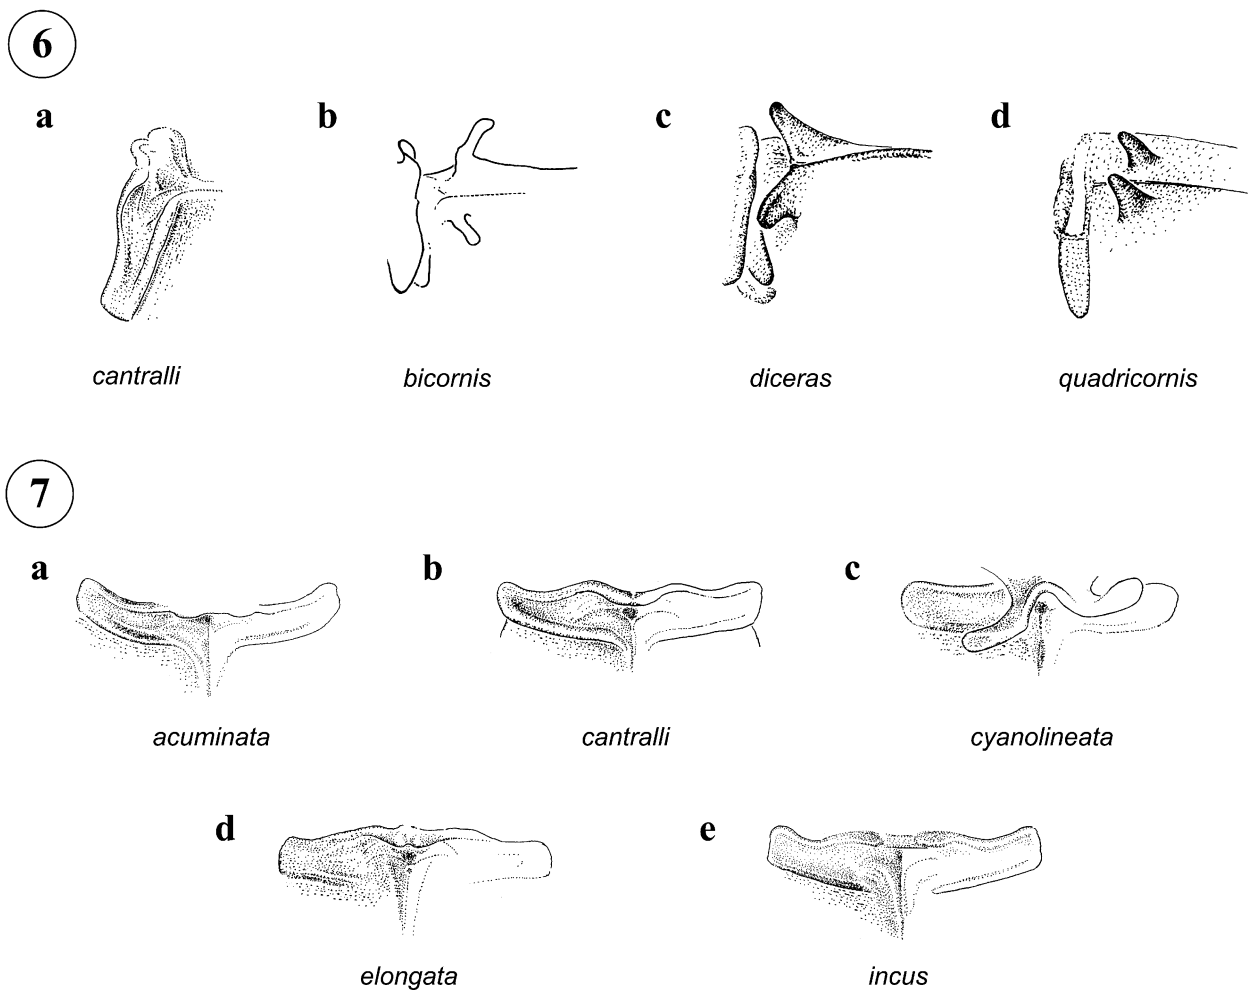 6
a b c d
cantralli bicornis diceras quadricornis
7
a b c
acuminata cantralli cyanolineata
d e
elongata incus